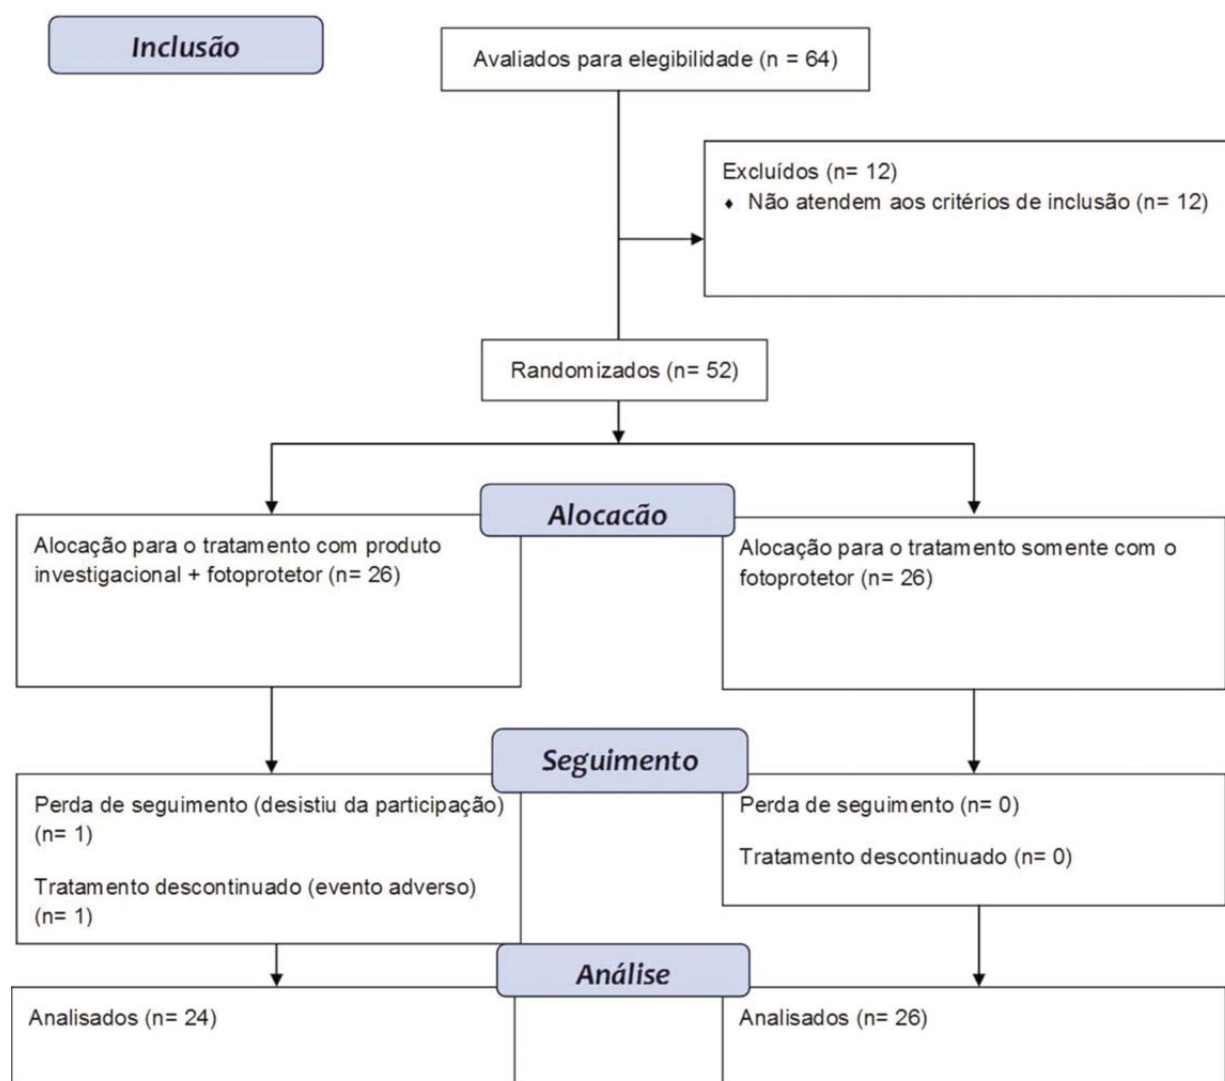 Inclusão
Avaliados para elegibilidade (n = 64)
Excluídos (n= 12)
♦ Não atendem aos critérios de inclusão (n= 12)
Randomizados (n= 52)
Alocacão
Alocação para o tratamento com produto
investigacional + fotoprotetor (n= 26)
Alocação para o tratamento somente com o
fotoprotetor (n= 26)
Seguimento
Perda de seguimento (desistiu da participação)
(n= 1)
Tratamento descontinuado (evento adverso)
(n= 1)
Perda de seguimento (n= 0)
Tratamento descontinuado (n= 0)
Análise
Analisados (n= 24)
Analisados (n= 26)